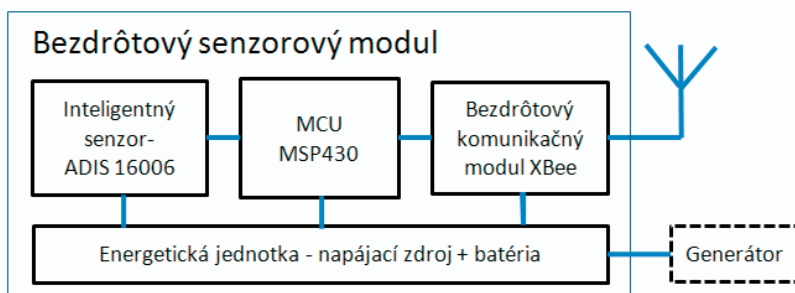 Bezdrôtový senzorový modul
Inteligentný
senzor-
ADIS 16006
MCU
MSP430
Bezdrôtový
komunikačný
modul XBee
Energetická jednotka - napájací zdroj + batéria
Generátor